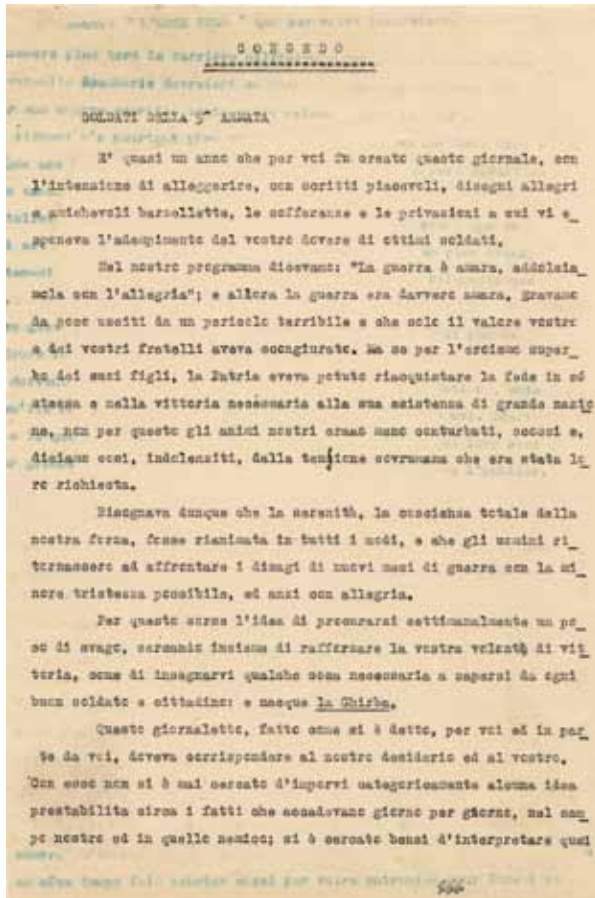 CONGEDO
SOLDATI DELLA 5^ ARMATA
E' quasi un anno che per voi fu creato questo giornale, con
l'intenzione di alleggerire, con scritti piacevoli, disegni allegri
e amichevoli barzellette, le sofferenze e le privazioni a cui vi e_
sponeva l'adempimento del vostro dovere di ottimi soldati.
Nel nostro programma dicevamo: "La guerra è amara, addolcia_
mola con l'allegria"; e allora la guerra era davvero amara. Eravamo
da poco usciti da un pericolo terribile e che solo il valore vostro
e dei vostri fratelli aveva scongiurato. Ma se per l'eroismo super_
bo dei suoi figli, la Patria aveva potuto riacquistare la fede in sé
stessa e nella vittoria necessaria alla sua esistenza di grande nazio
ne, non per questo gli animi nostri erano meno conturbati, scossi e,
diciamo così, indolenziti, dalla tensione sovrumana che era stata lo_
ro richiesta.
Bisognava dunque che la serenità, la coscienza totale della
nostra forza, fosse rianimata in tutti i modi, e che gli uomini ri_
tornassero ad affrontare i disagi di nuovi mesi di guerra con la mi_
nore tristezza possibile, ed anzi con allegria.
Per questo sorse l'idea di procurarvi settimanalmente un po_
co di svago, cercando insieme di rafforzare la vostra volontà di vit_
toria, come di insegnarvi qualche cosa necessaria a sapersi da ogni
buon soldato e cittadino: e nacque la Ghirba.
Questo giornaletto, fatto come si è detto, per voi ed in par_
te da voi, doveva corrispondere al nostro desiderio ed al vostro.
Con esso non si è mai cercato d'imporvi categoricamente alcuna idea
prestabilita circa i fatti che accadevano giorno per giorno, nel cam_
po nostro ed in quello nemico; si è cercato bensì d'interpretare quei